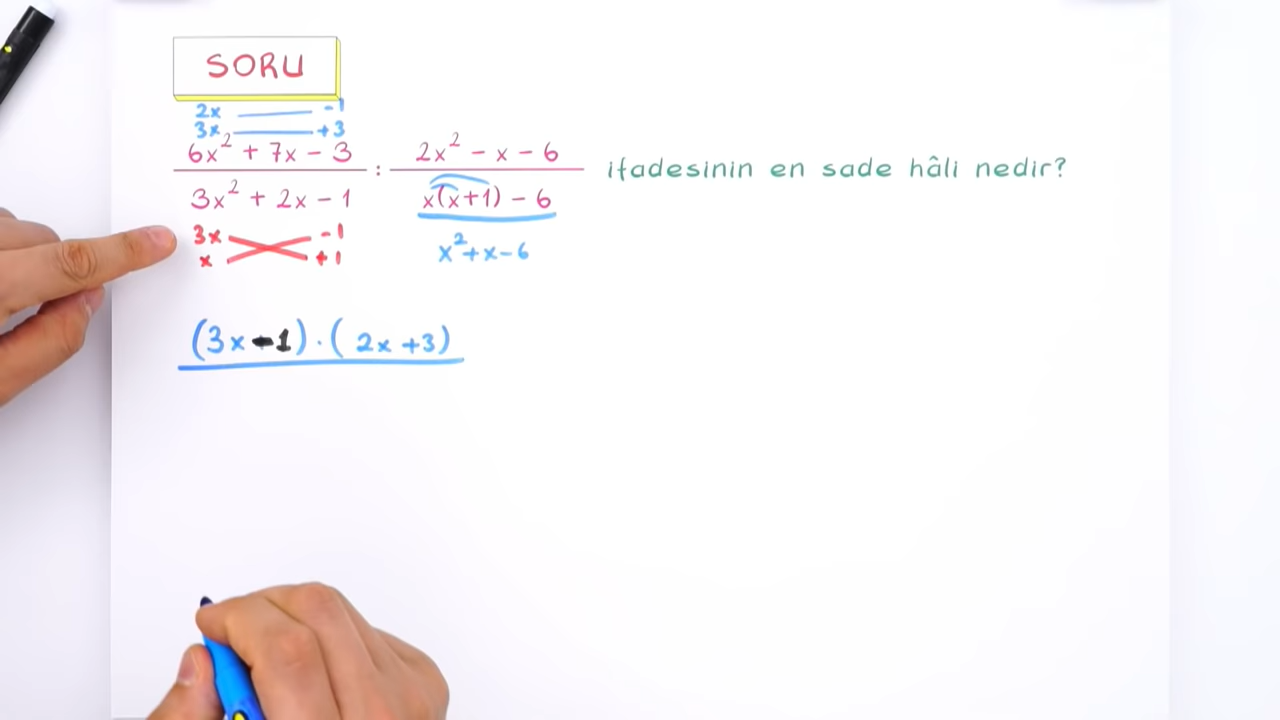 SORU
2x -1
3x +3
6x² + 7x - 3 : 2x² - x - 6 ifadesinin en sade hâli nedir?
3x² + 2x - 1 x(x+1) - 6
3x -1
x +1
x²+x-6
(3x-1).(2x+3)